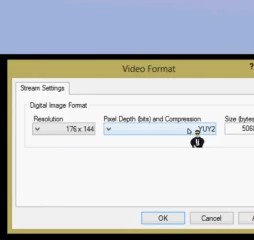 Video Format
?
Stream Settings
Digital Image Format
Resolution
Pixel Depth (bits) and Compression
Size (bytes
176 x 144
YUY2
OK
Cancel